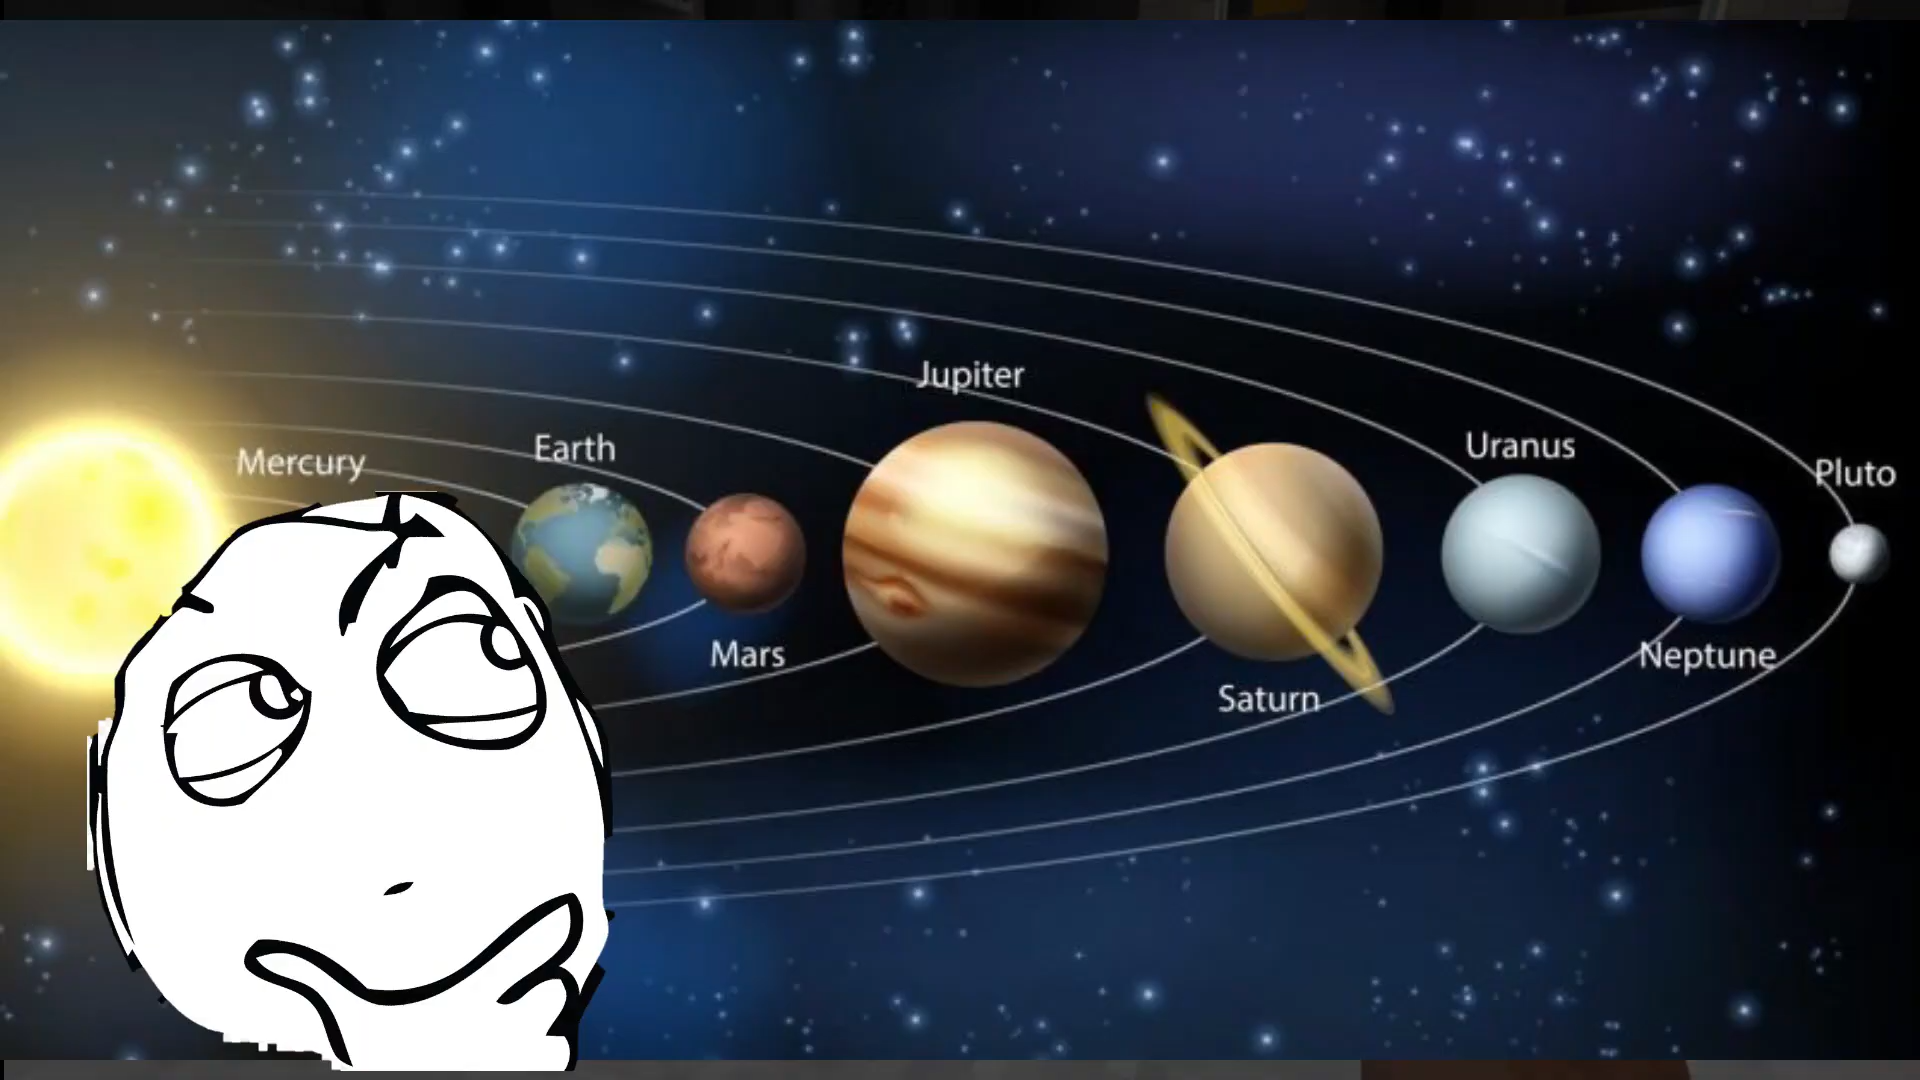 Mercury
Earth
Mars
Jupiter
Saturn
Uranus
Neptune
Pluto